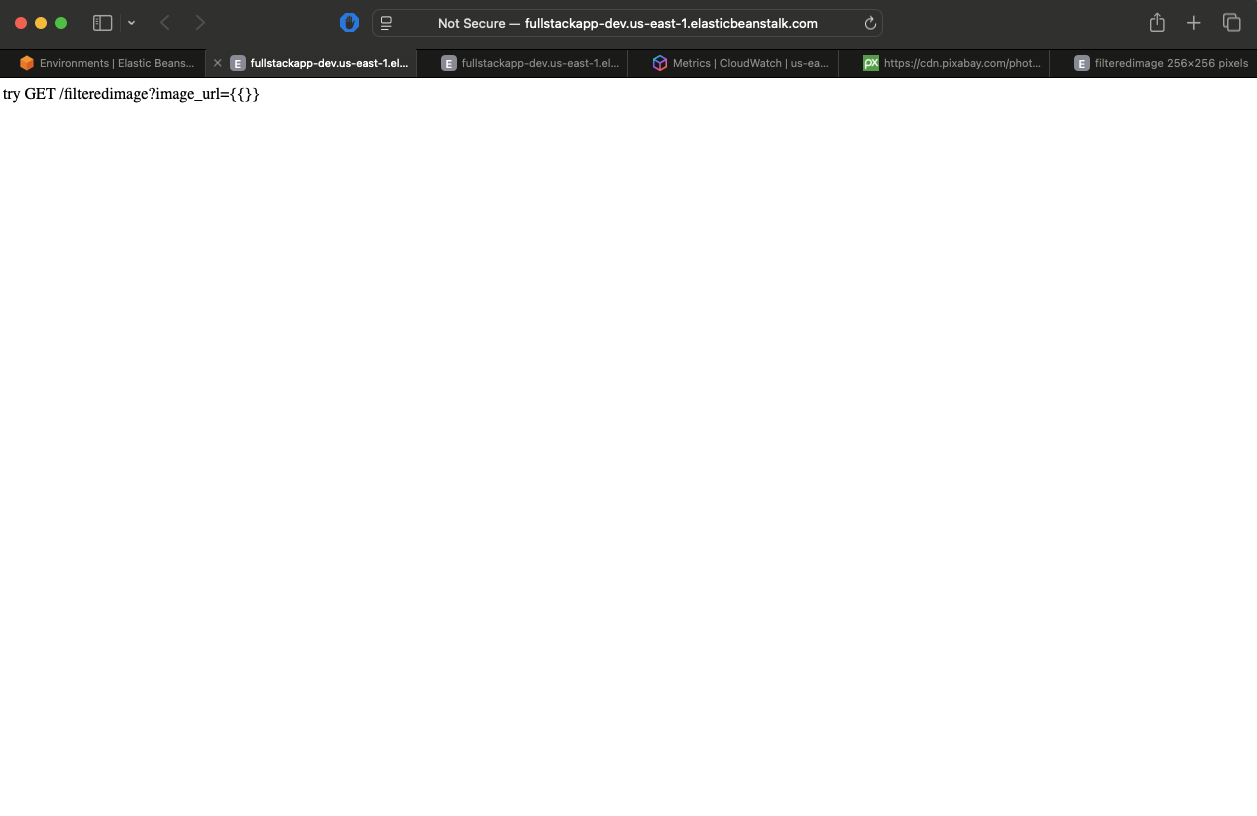 Not Secure — fullstackapp-dev.us-east-1.elasticbeanstalk.com
Environments | Elastic Beans...
E fullstackapp-dev.us-east-1.el...
E fullstackapp-dev.us-east-1.el...
Metrics | CloudWatch | us-ea...
px https://cdn.pixabay.com/phot...
E filteredimage 256×256 pixels
try GET /filteredimage?image_url={{}}